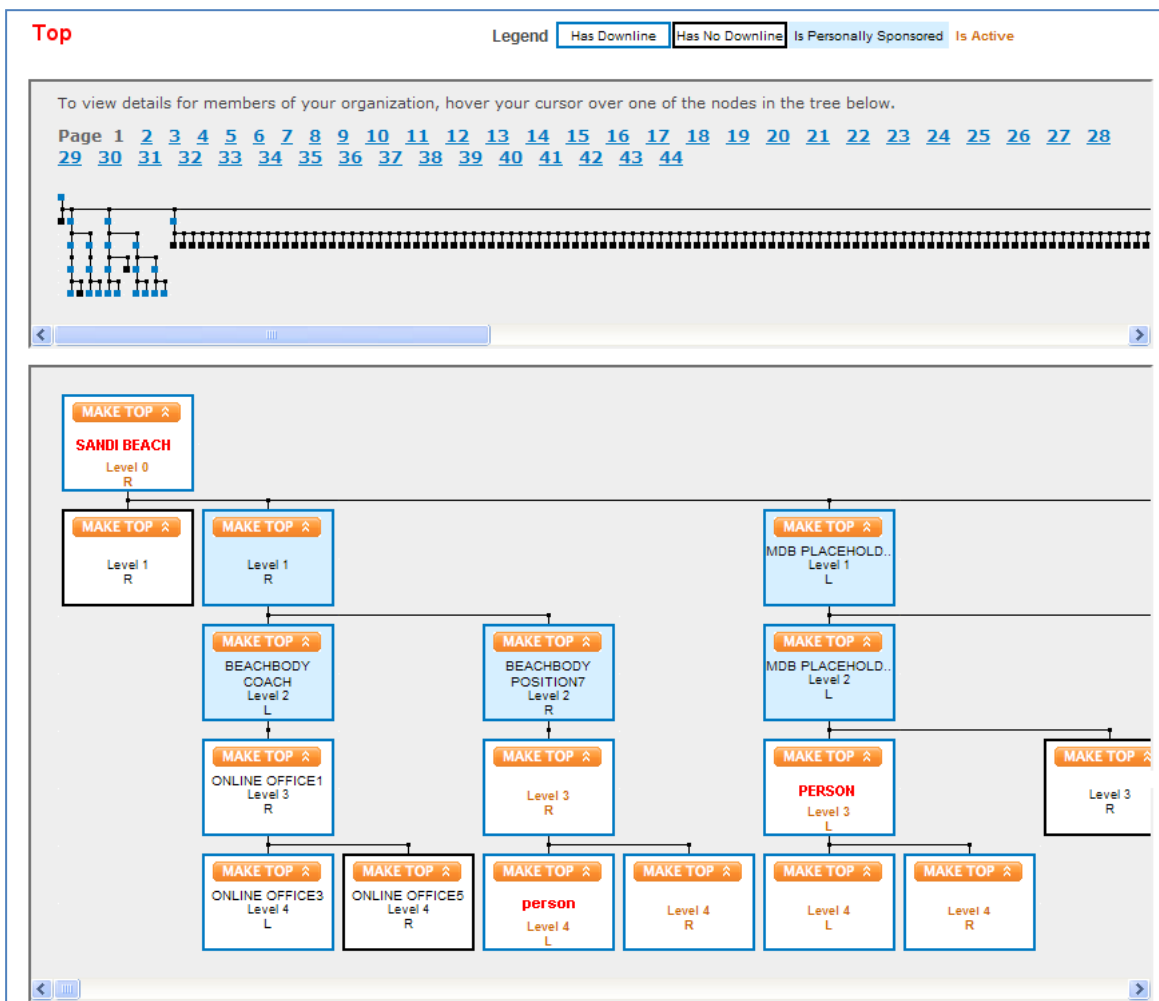 Top
Legend Has Downline Has No Downline Is Personally Sponsored Is Active
To view details for members of your organization, hover your cursor over one of the nodes in the tree below.
Page 1 2 3 4 5 6 7 8 9 10 11 12 13 14 15 16 17 18 19 20 21 22 23 24 25 26 27 28
29 30 31 32 33 34 35 36 37 38 39 40 41 42 43 44
MAKE TOP
SANDI BEACH
Level 0
R
MAKE TOP
Level 1
R
MAKE TOP
Level 1
R
MAKE TOP
MDB PLACEHOLD..
Level 1
L
MAKE TOP
BEACHBODY
COACH
Level 2
L
MAKE TOP
BEACHBODY
POSITION7
Level 2
R
MAKE TOP
MDB PLACEHOLD..
Level 2
L
MAKE TOP
ONLINE OFFICE1
Level 3
R
MAKE TOP
Level 3
R
MAKE TOP
PERSON
Level 3
L
MAKE TOP
Level 3
R
MAKE TOP
ONLINE OFFICE3
Level 4
L
MAKE TOP
ONLINE OFFICE5
Level 4
R
MAKE TOP
person
Level 4
L
MAKE TOP
Level 4
R
MAKE TOP
Level 4
L
MAKE TOP
Level 4
R